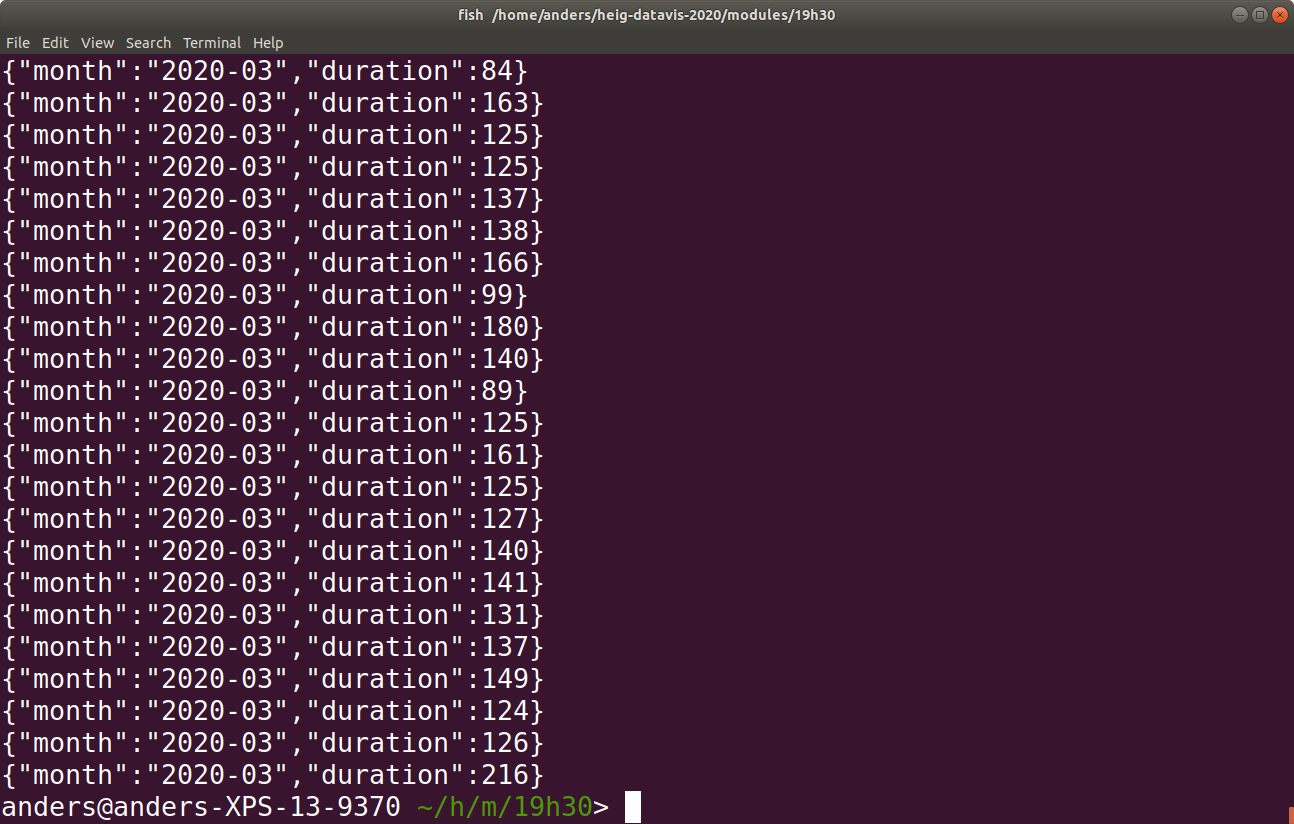 fish  /home/anders/heig-datavis-2020/modules/19h30
File Edit View Search Terminal Help
{"month":"2020-03","duration":84}
{"month":"2020-03","duration":163}
{"month":"2020-03","duration":125}
{"month":"2020-03","duration":125}
{"month":"2020-03","duration":137}
{"month":"2020-03","duration":138}
{"month":"2020-03","duration":166}
{"month":"2020-03","duration":99}
{"month":"2020-03","duration":180}
{"month":"2020-03","duration":140}
{"month":"2020-03","duration":89}
{"month":"2020-03","duration":125}
{"month":"2020-03","duration":161}
{"month":"2020-03","duration":125}
{"month":"2020-03","duration":127}
{"month":"2020-03","duration":140}
{"month":"2020-03","duration":141}
{"month":"2020-03","duration":131}
{"month":"2020-03","duration":137}
{"month":"2020-03","duration":149}
{"month":"2020-03","duration":124}
{"month":"2020-03","duration":126}
{"month":"2020-03","duration":216}
anders@anders-XPS-13-9370 ~/h/m/19h30>